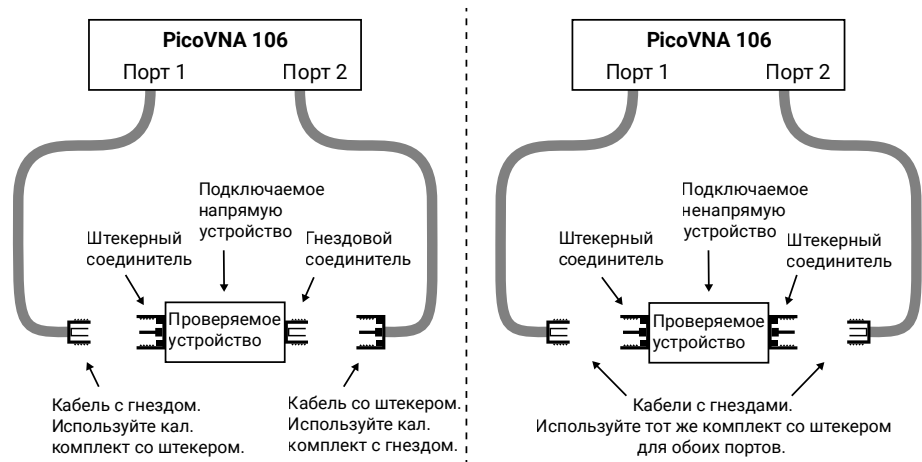 PicoVNA 106
Порт 1
Порт 2
Подключаемое
напрямую
устройство
Штекерный
соединитель
Гнездовой
соединитель
Проверяемое
устройство
Кабель с гнездом.
Используйте кал.
комплект со штекером.
Кабель со штекером.
Используйте кал.
комплект с гнездом.
PicoVNA 106
Порт 1
Порт 2
Подключаемое
ненапрямую
устройство
Штекерный
соединитель
Штекерный
соединитель
Проверяемое
устройство
Кабели с гнездами.
Используйте тот же комплект со штекером
для обоих портов.